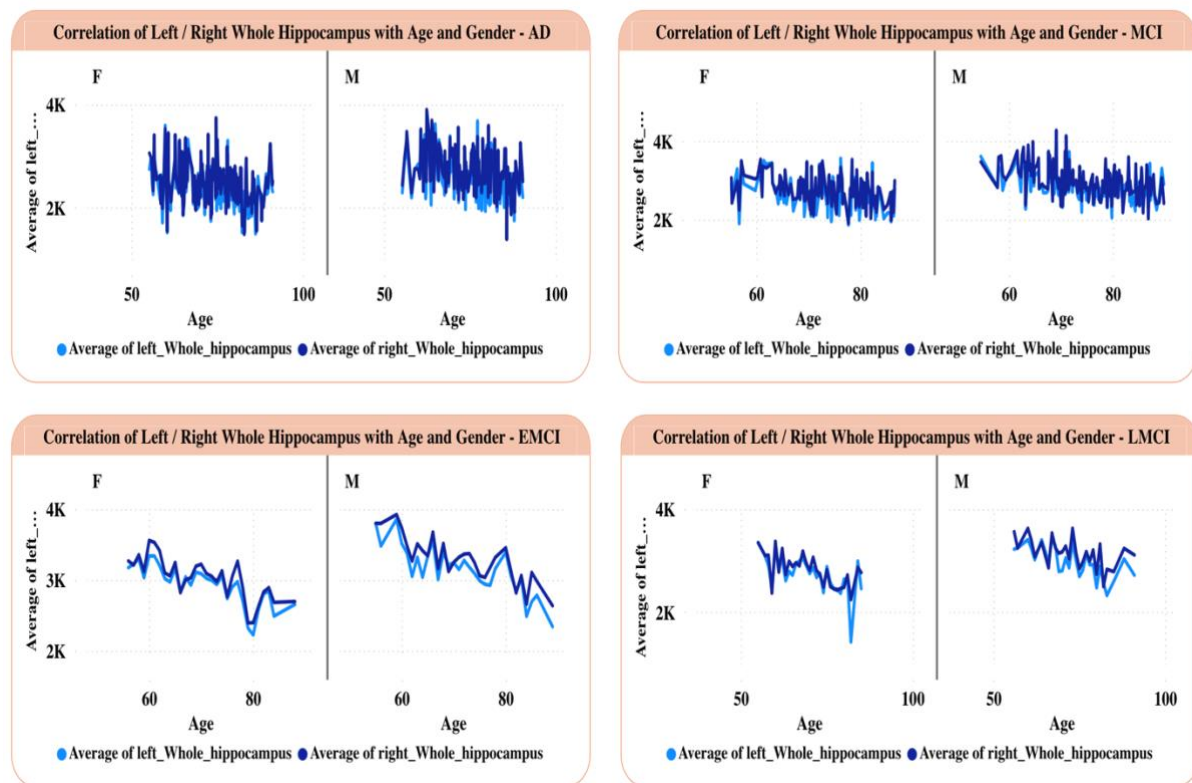 Correlation of Left / Right Whole Hippocampus with Age and Gender - AD
F
M
Average of left_...
4K
2K
50
100
50
100
Age
Age
Average of left_Whole_hippocampus
Average of right_Whole_hippocampus
Correlation of Left / Right Whole Hippocampus with Age and Gender - MCI
F
M
Average of left_...
4K
2K
60
80
60
80
Age
Age
Average of left_Whole_hippocampus
Average of right_Whole_hippocampus
Correlation of Left / Right Whole Hippocampus with Age and Gender - EMCI
F
M
Average of left_...
4K
3K
2K
60
80
60
80
Age
Age
Average of left_Whole_hippocampus
Average of right_Whole_hippocampus
Correlation of Left / Right Whole Hippocampus with Age and Gender - LMCI
F
M
Average of left_...
4K
2K
50
100
50
100
Age
Age
Average of left_Whole_hippocampus
Average of right_Whole_hippocampus